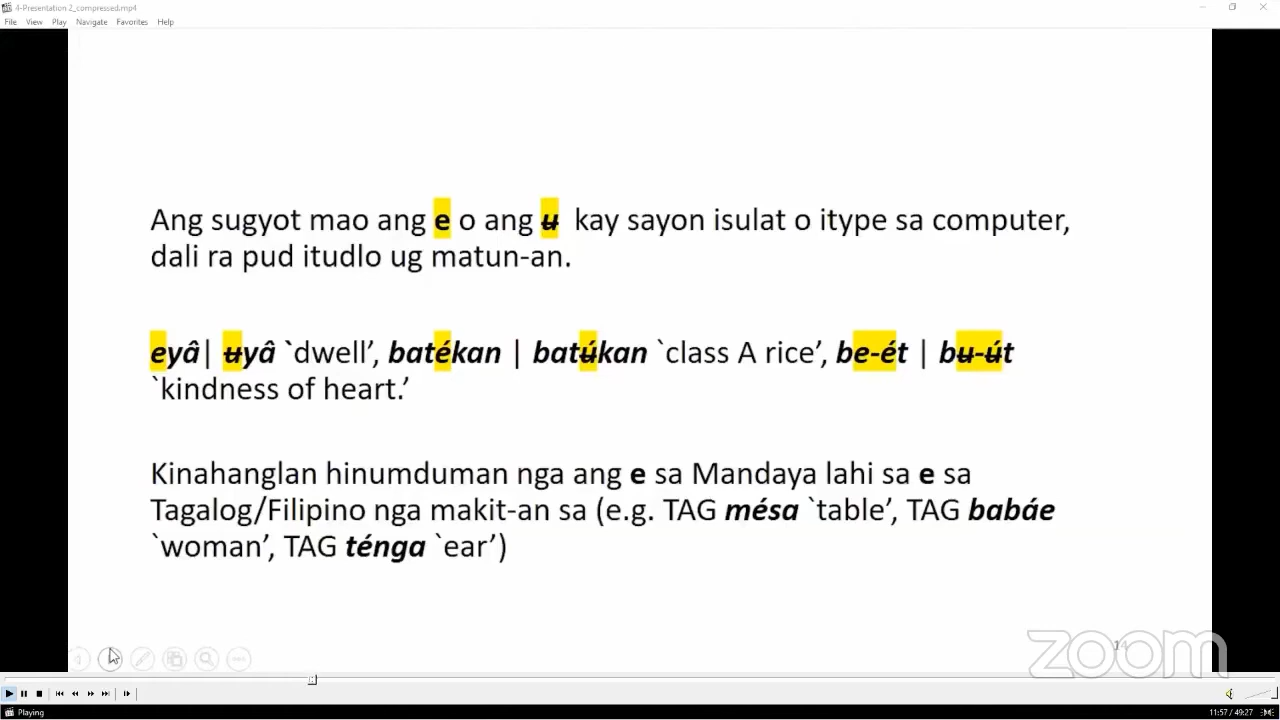 4-Presentation 2_compressed.mp4
File View Play Navigate Favorites Help
Ang sugyot mao ang e o ang ʉ kay sayon isulat o itype sa computer,
dali ra pud itudlo ug matun-an.
eyâ| ʉyâ `dwell’, batékan | batʉ́kan `class A rice’, be-ét | bʉ-ʉ́t
`kindness of heart.’
Kinahanglan hinumduman nga ang e sa Mandaya lahi sa e sa
Tagalog/Filipino nga makit-an sa (e.g. TAG mésa `table’, TAG babáe
`woman’, TAG ténga `ear’)
14
zoom
Playing
11:57 / 49:27